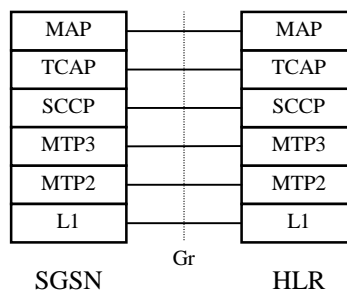 MAP MAP
TCAP TCAP
SCCP SCCP
MTP3 MTP3
MTP2 MTP2
L1 L1
Gr
SGSN HLR